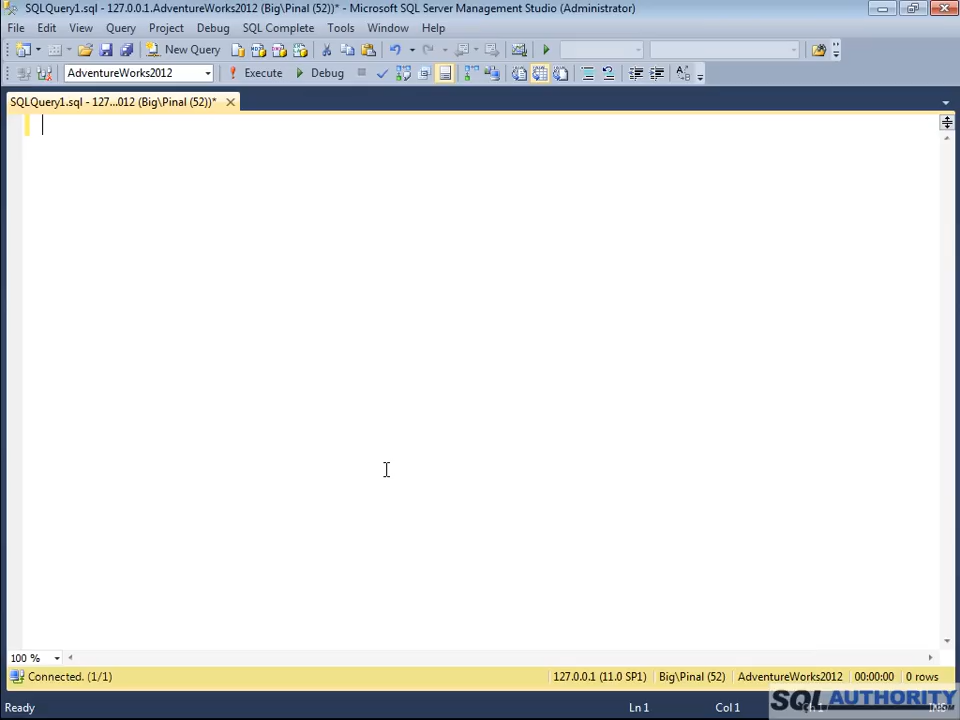 SQLQuery1.sql - 127.0.0.1.AdventureWorks2012 (Big\Pinal (52))* - Microsoft SQL Server Management Studio (Administrator)
File Edit View Query Project Debug SQL Complete Tools Window Help
New Query
AdventureWorks2012 Execute Debug
SQLQuery1.sql - 127...012 (Big\Pinal (52))*
100 %
Connected. (1/1) 127.0.0.1 (11.0 SP1) Big\Pinal (52) AdventureWorks2012 00:00:00 0 rows
Ready Ln 1 Col 1
SQLAUTHORITY